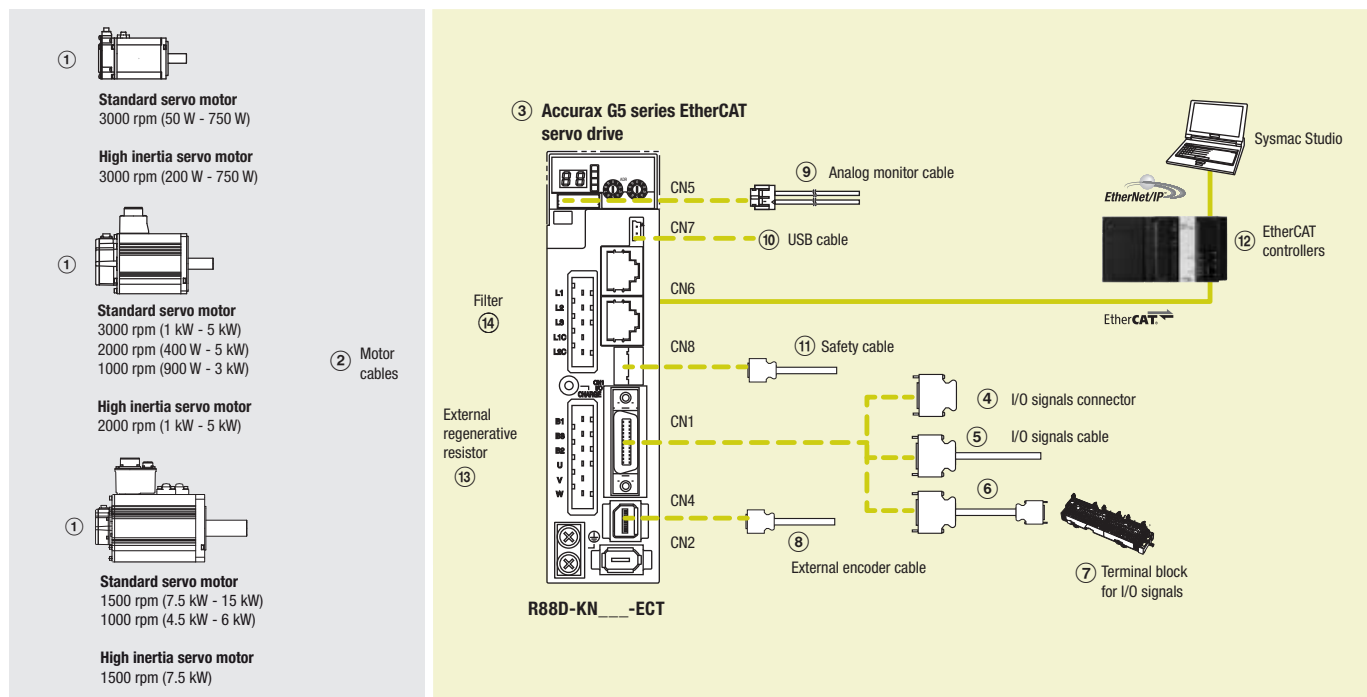 ①
Standard servo motor
3000 rpm (50 W - 750 W)
High inertia servo motor
3000 rpm (200 W - 750 W)
①
Standard servo motor
3000 rpm (1 kW - 5 kW)
2000 rpm (400 W - 5 kW)
1000 rpm (900 W - 3 kW)
High inertia servo motor
2000 rpm (1 kW - 5 kW)
①
Standard servo motor
1500 rpm (7.5 kW - 15 kW)
1000 rpm (4.5 kW - 6 kW)
High inertia servo motor
1500 rpm (7.5 kW)
② Motor
cables
③ Accurax G5 series EtherCAT
servo drive
ADR
Filter
⑭
L1
L2
L3
L1C
L2C
CN1
I/O
CHARGE
External
regenerative
resistor
⑬
B1
B3
B2
U
V
W
R88D-KN___-ECT
CN5
⑨ Analog monitor cable
CN7
⑩ USB cable
CN6
CN8
⑪ Safety cable
CN1
④ I/O signals connector
⑤ I/O signals cable
⑥
⑦ Terminal block
for I/O signals
CN4
⑧
External encoder cable
CN2
Sysmac Studio
EtherNet/IP
⑫ EtherCAT
controllers
EtherCAT